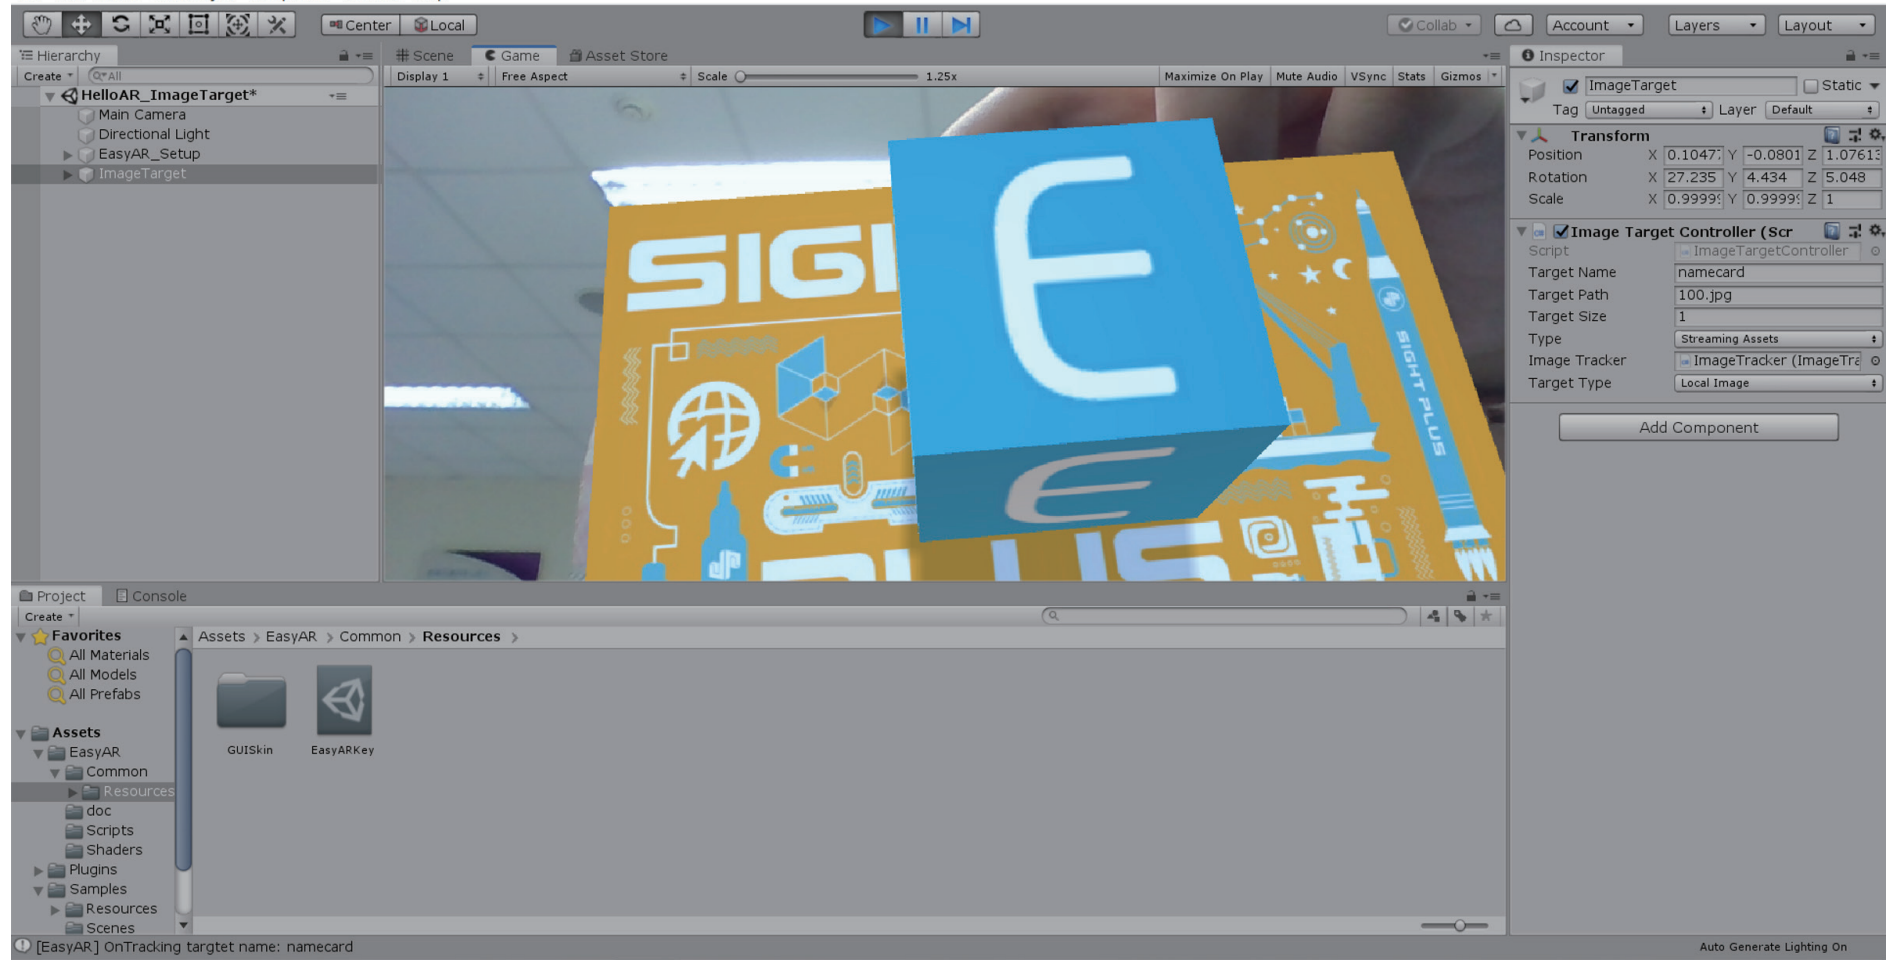 Center Local
Collab Account Layers Layout
Hierarchy
Create All
HelloAR_ImageTarget*
Main Camera
Directional Light
EasyAR_Setup
ImageTarget
Scene Game Asset Store
Display 1 Free Aspect Scale 1.25x Maximize On Play Mute Audio VSync Stats Gizmos
E
E
SIGHT PLUS
Inspector
ImageTarget Static
Tag Untagged Layer Default
Transform
Position X 0.1047 Y -0.0801 Z 1.0761
Rotation X 27.235 Y 4.434 Z 5.048
Scale X 0.9999 Y 0.9999 Z 1
Image Target Controller (Scr
Script ImageTargetController
Target Name namecard
Target Path 100.jpg
Target Size 1
Type Streaming Assets
Image Tracker ImageTracker (ImageTra
Target Type Local Image
Add Component
Project Console
Create
Favorites
All Materials
All Models
All Prefabs
Assets
EasyAR
Common
Resources
doc
Scripts
Shaders
Plugins
Samples
Resources
Scenes
Assets > EasyAR > Common > Resources >
GUISkin EasyARKey
[EasyAR] OnTracking targtet name: namecard
Auto Generate Lighting On